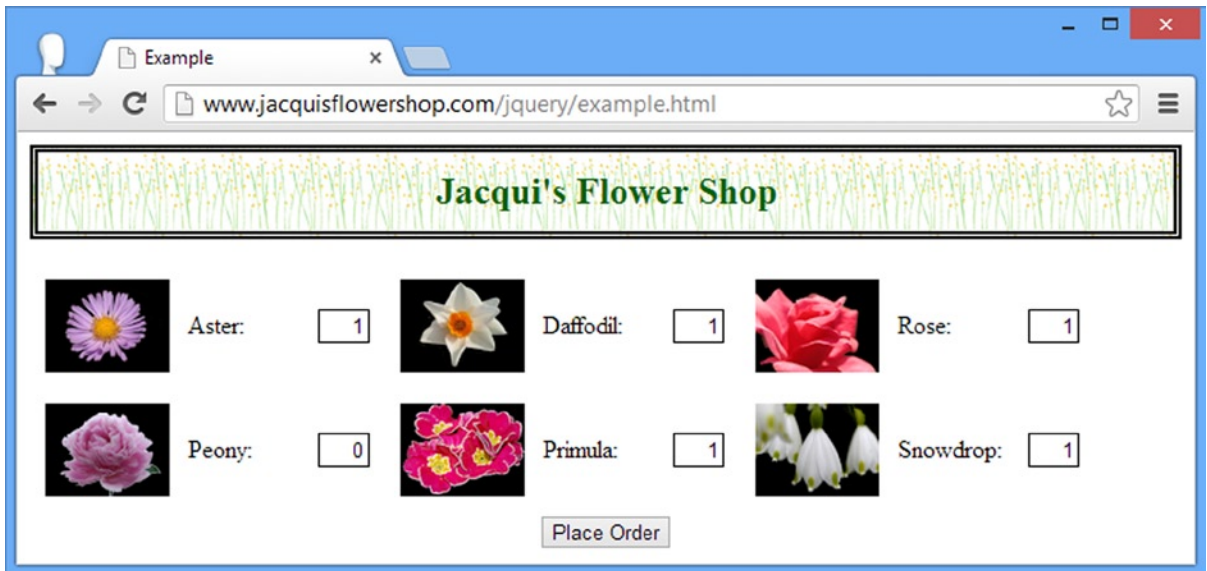 Example
www.jacquisflowershop.com/jquery/example.html
Jacqui's Flower Shop
Aster: 1 Daffodil: 1 Rose: 1
Peony: 0 Primula: 1 Snowdrop: 1
Place Order